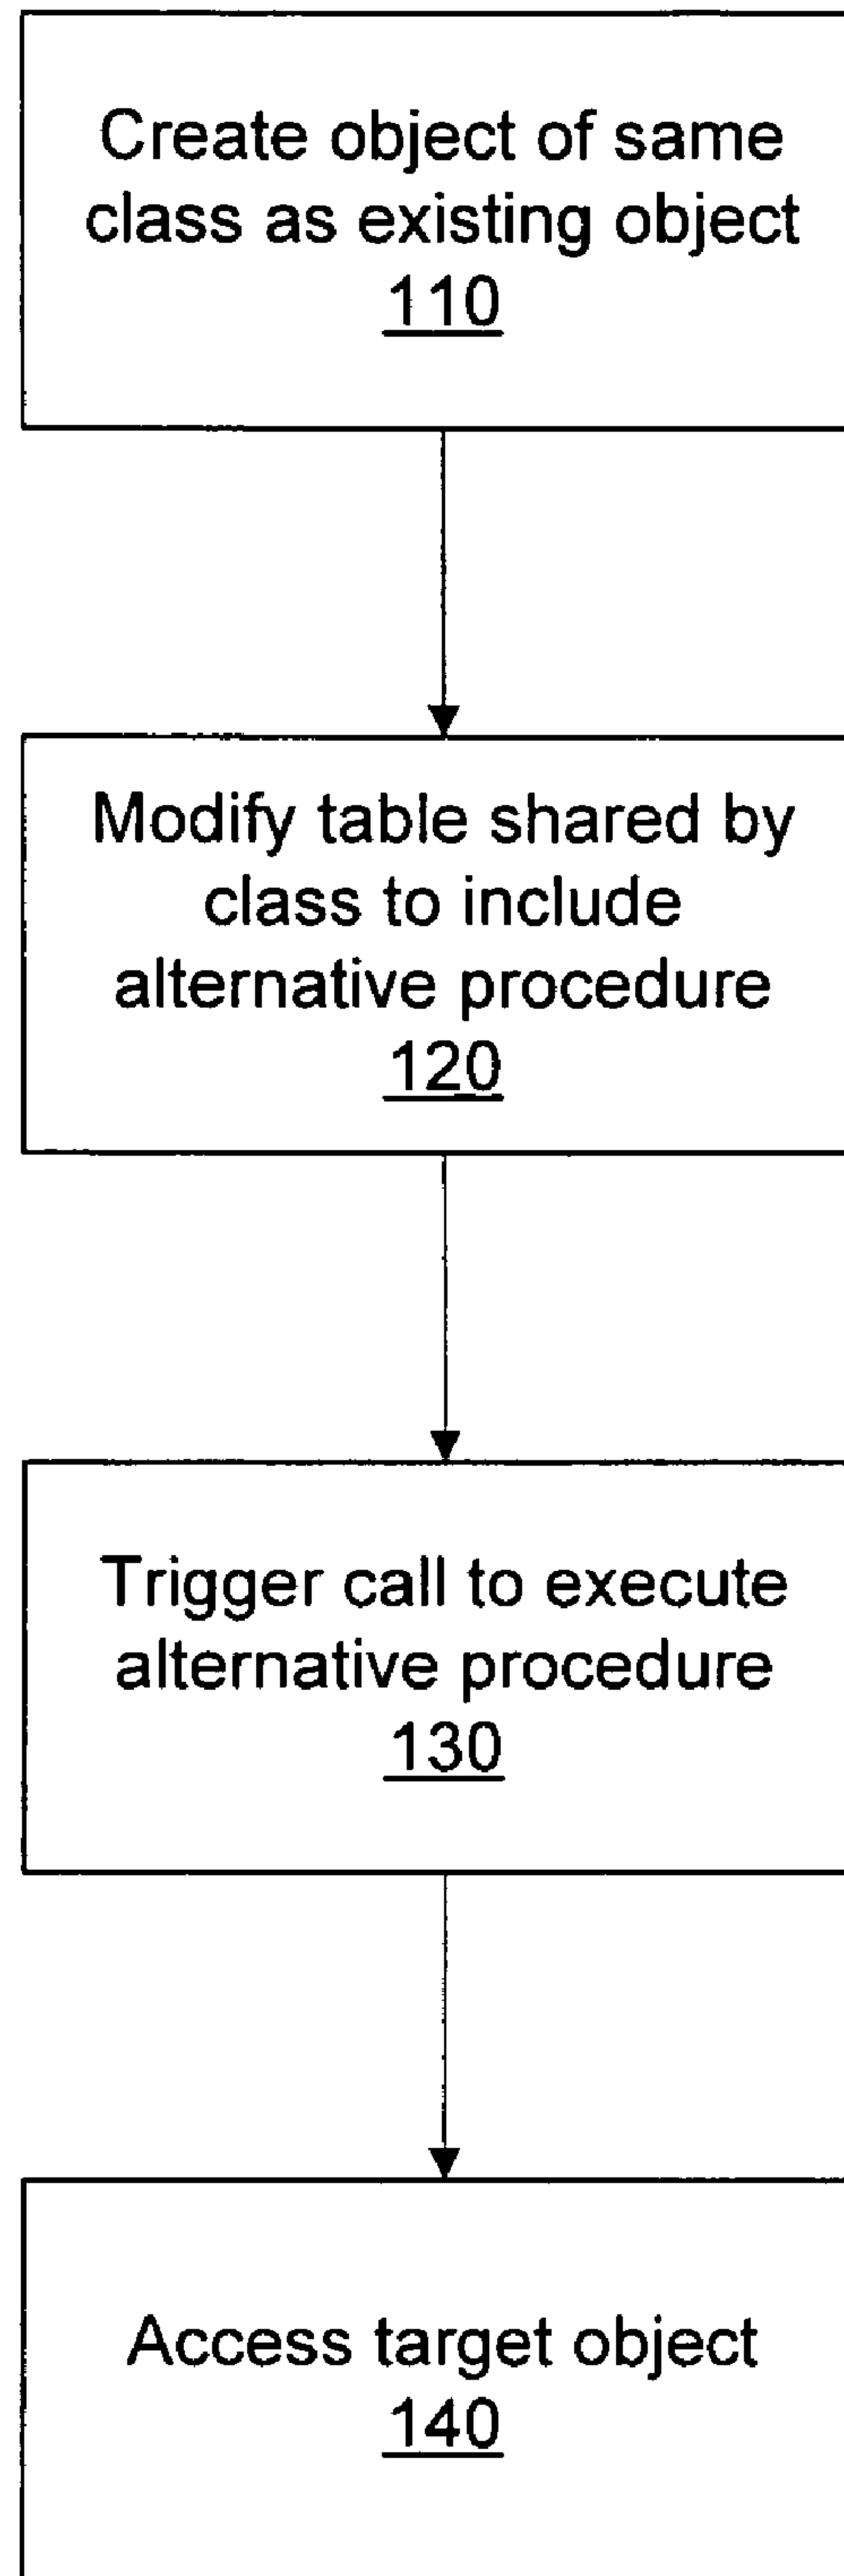 Create object of same
class as existing object
110
Modify table shared by
class to include
alternative procedure
120
Trigger call to execute
alternative procedure
130
Access target object
140